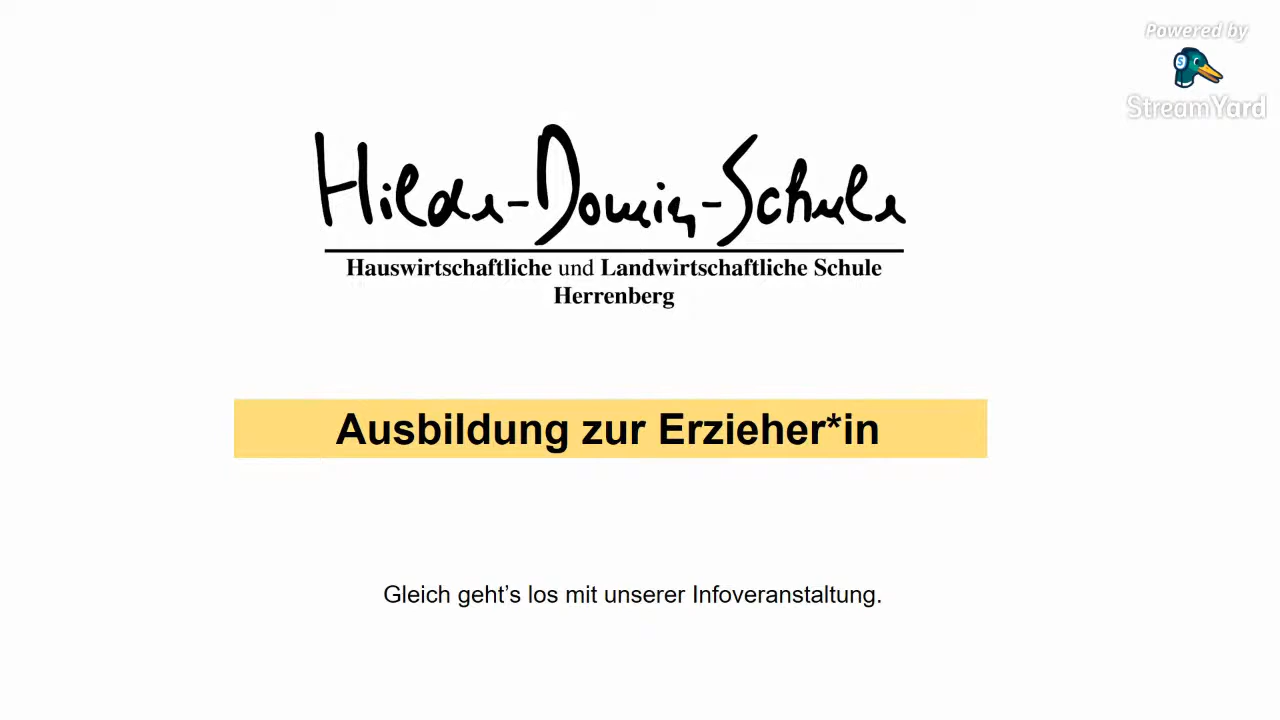 Powered by
StreamYard
Hilde-Domin-Schule
Hauswirtschaftliche und Landwirtschaftliche Schule
Herrenberg
Ausbildung zur Erzieher*in
Gleich geht’s los mit unserer Infoveranstaltung.